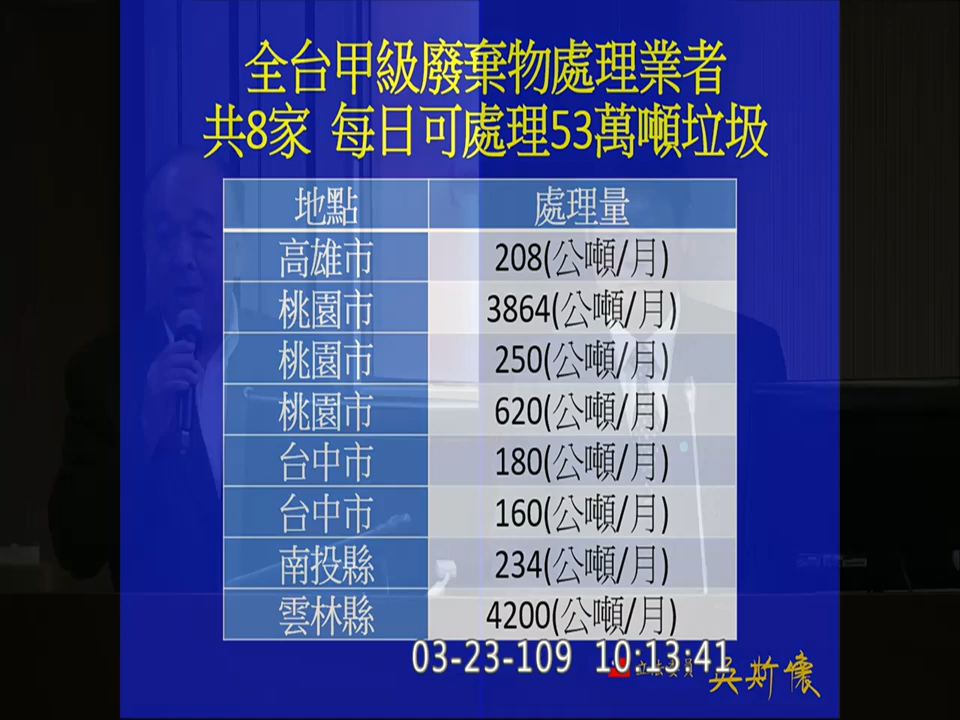 全台甲級廢棄物處理業者
共8家 每日可處理53萬噸垃圾
地點 處理量
高雄市 208(公噸/月)
桃園市 3864(公噸/月)
桃園市 250(公噸/月)
桃園市 620(公噸/月)
台中市 180(公噸/月)
台中市 160(公噸/月)
南投縣 234(公噸/月)
雲林縣 4200(公噸/月)
03-23-109 10:13:41
立法委員 吳斯懷